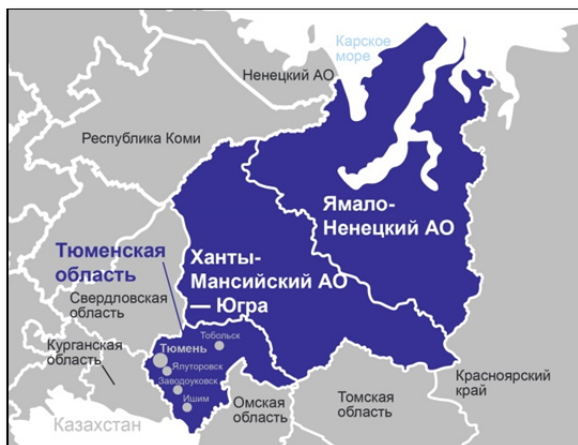 Карское
море
Ненецкий АО
Республика Коми
Ямало-
Ненецкий АО
Тюменская
область
Ханты-
Мансийский АО
— Югра
Свердловская
область
Тобольск
Курганская
область
Тюмень
Ялуторовск
Заводоуковск
Ишим
Красноярский
край
Омская
область
Томская
область
Казахстан